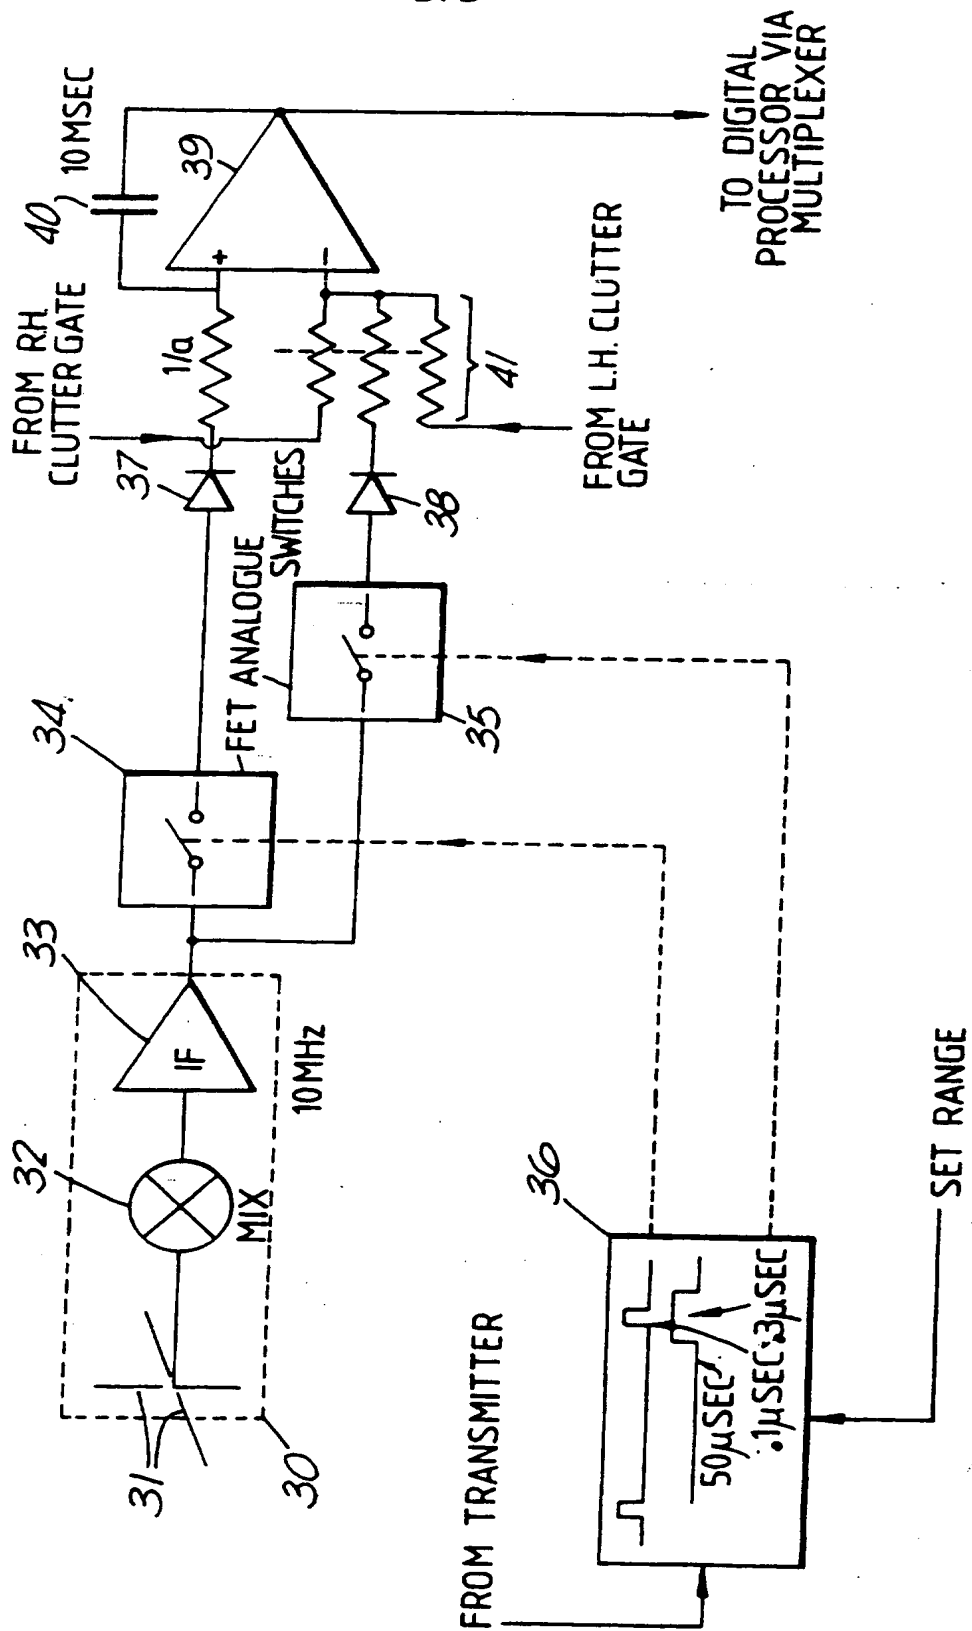 31
30
32
MIX
33
IF
10MHz
34
FET ANALOGUE
SWITCHES
35
37
38
FROM R.H.
CLUTTER GATE
1/a
40
10MSEC
39
+
−
41
FROM L.H. CLUTTER
GATE
TO DIGITAL
PROCESSOR VIA
MULTIPLEXER
FROM TRANSMITTER
36
50µSEC
.1µSEC
.3µSEC
SET RANGE